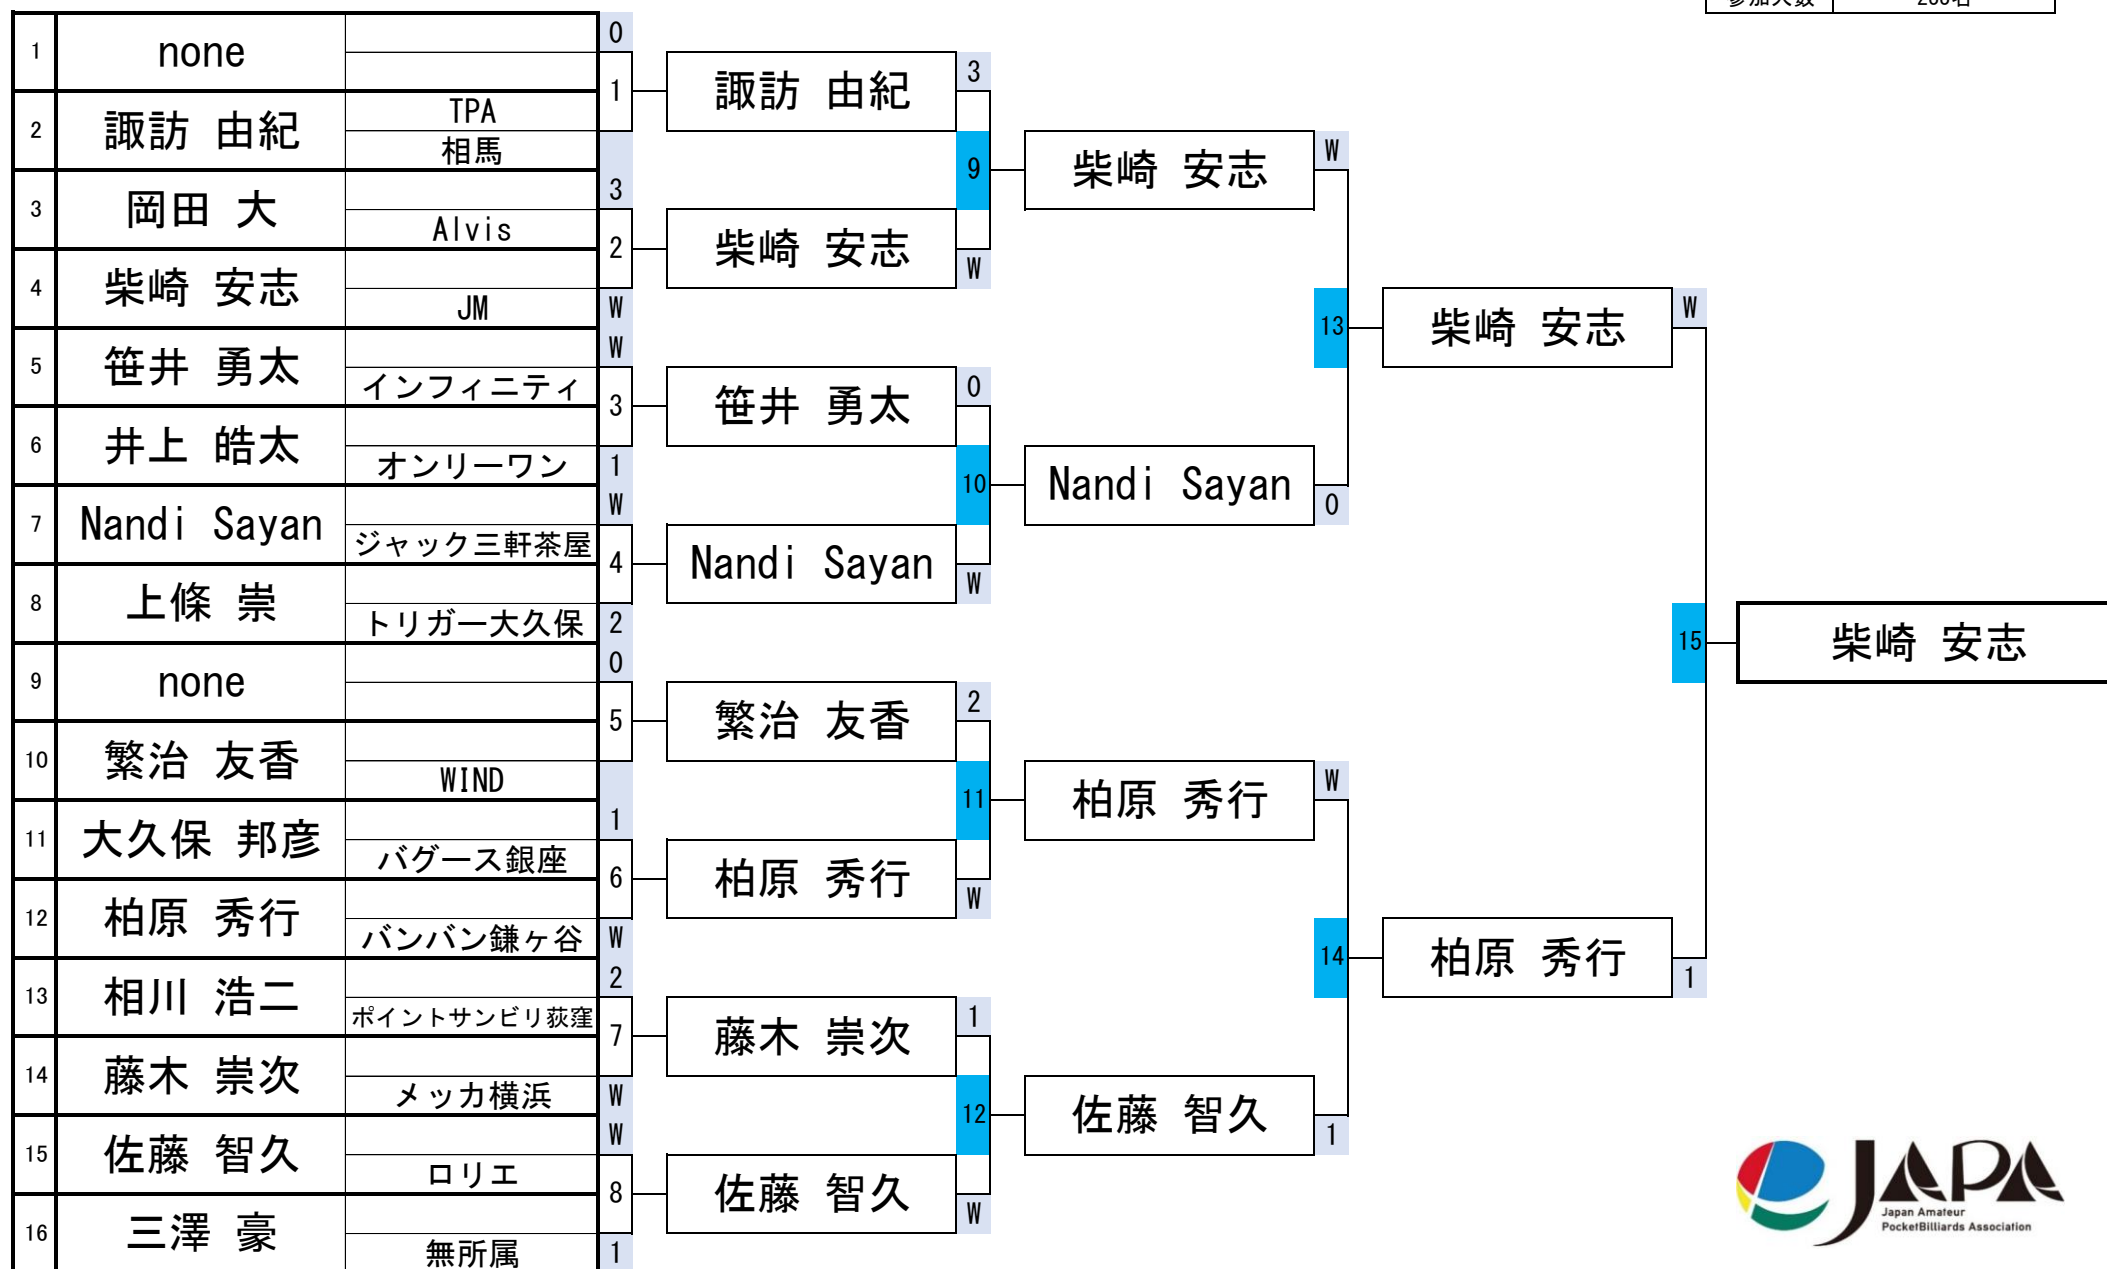 1 none 0
2 諏訪 由紀 TPA 相馬
1 諏訪 由紀 3
3 岡田 大 Alvis 3
4 柴崎 安志 JM W
2 柴崎 安志 W
9 柴崎 安志 W
5 笹井 勇太 インフィニティ W
6 井上 皓太 オンリーワン 1
3 笹井 勇太 0
7 Nandi Sayan ジャック三軒茶屋 W
8 上條 崇 トリガー大久保 2
4 Nandi Sayan W
10 Nandi Sayan 0
13 柴崎 安志 W
9 none 0
10 繁治 友香 WIND
5 繁治 友香 2
11 大久保 邦彦 バグース銀座 1
12 柏原 秀行 バンバン鎌ヶ谷 W
6 柏原 秀行 W
11 柏原 秀行 W
13 相川 浩二 ポイントサンビリ荻窪 2
14 藤木 崇次 メッカ横浜 W
7 藤木 崇次 1
15 佐藤 智久 ロリエ W
16 三澤 豪 無所属 1
8 佐藤 智久 W
12 佐藤 智久 1
14 柏原 秀行 1
15 柴崎 安志
JAPA
Japan Amateur
PocketBilliards Association